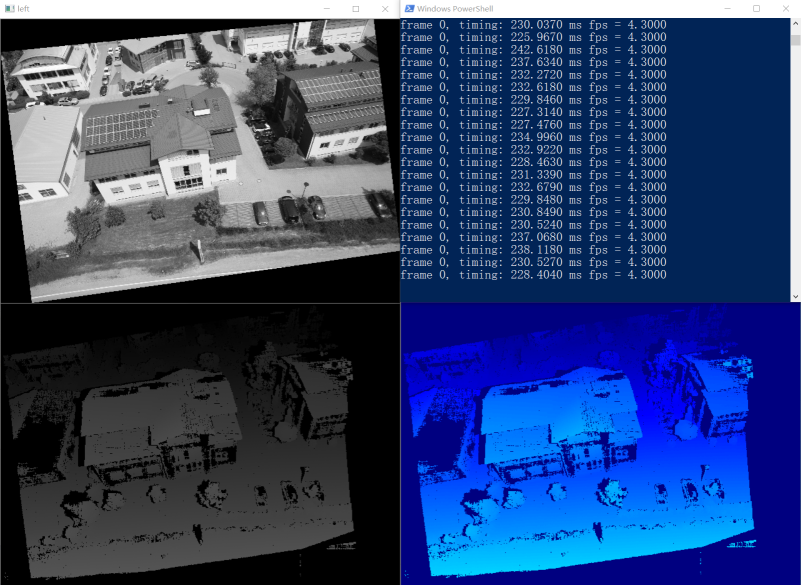 left
Windows PowerShell
frame 0, timing: 230.0370 ms fps = 4.3000
frame 0, timing: 225.9670 ms fps = 4.3000
frame 0, timing: 242.6180 ms fps = 4.3000
frame 0, timing: 237.6340 ms fps = 4.3000
frame 0, timing: 232.2720 ms fps = 4.3000
frame 0, timing: 232.6180 ms fps = 4.3000
frame 0, timing: 229.8460 ms fps = 4.3000
frame 0, timing: 227.3140 ms fps = 4.3000
frame 0, timing: 227.4760 ms fps = 4.3000
frame 0, timing: 234.9960 ms fps = 4.3000
frame 0, timing: 232.9220 ms fps = 4.3000
frame 0, timing: 228.4630 ms fps = 4.3000
frame 0, timing: 231.3390 ms fps = 4.3000
frame 0, timing: 232.6790 ms fps = 4.3000
frame 0, timing: 229.8480 ms fps = 4.3000
frame 0, timing: 230.8490 ms fps = 4.3000
frame 0, timing: 230.5240 ms fps = 4.3000
frame 0, timing: 237.0680 ms fps = 4.3000
frame 0, timing: 238.1180 ms fps = 4.3000
frame 0, timing: 230.5270 ms fps = 4.3000
frame 0, timing: 228.4040 ms fps = 4.3000